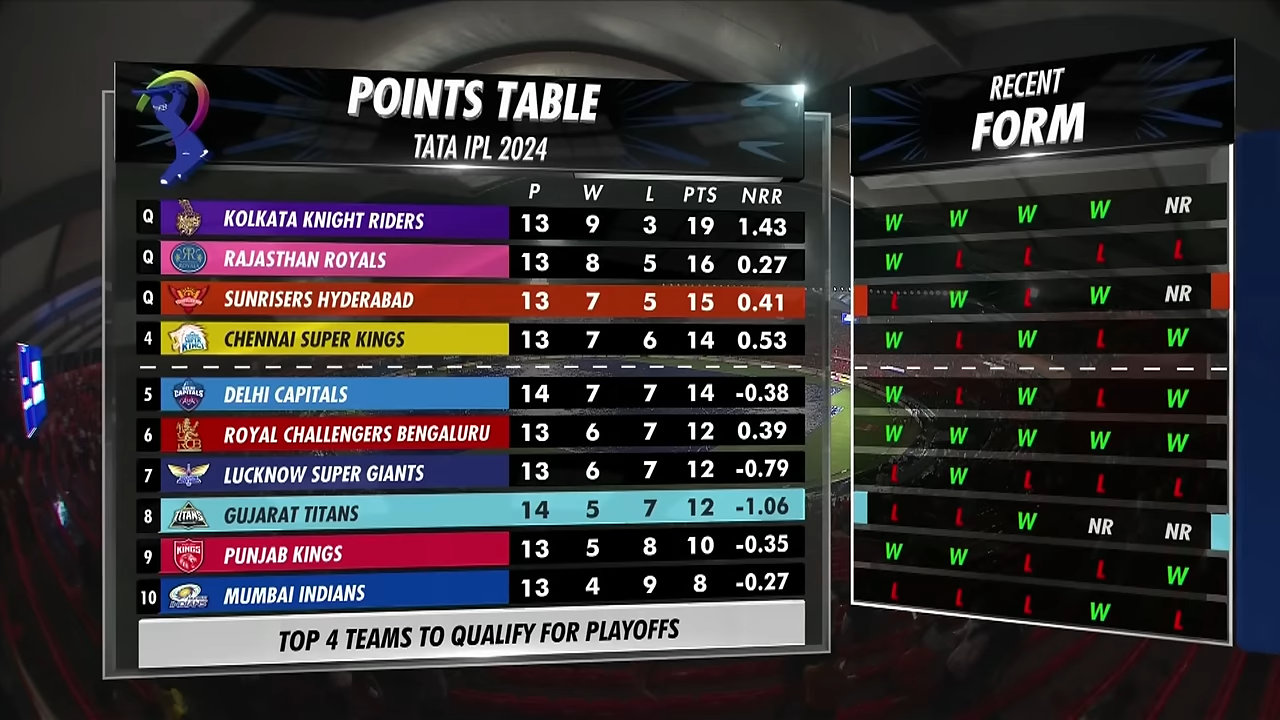 POINTS TABLE
TATA IPL 2024
RECENT
FORM
P W L PTS NRR
Q KOLKATA KNIGHT RIDERS 13 9 3 19 1.43 W W W W NR
Q RAJASTHAN ROYALS 13 8 5 16 0.27 W L L L L
Q SUNRISERS HYDERABAD 13 7 5 15 0.41 L W L W NR
4 CHENNAI SUPER KINGS 13 7 6 14 0.53 W L W L W
5 DELHI CAPITALS 14 7 7 14 -0.38 W L W L W
6 ROYAL CHALLENGERS BENGALURU 13 6 7 12 0.39 W W W W W
7 LUCKNOW SUPER GIANTS 13 6 7 12 -0.79 L W L L L
8 GUJARAT TITANS 14 5 7 12 -1.06 L L W NR NR
9 PUNJAB KINGS 13 5 8 10 -0.35 W W L L W
10 MUMBAI INDIANS 13 4 9 8 -0.27 L L L W L
TOP 4 TEAMS TO QUALIFY FOR PLAYOFFS